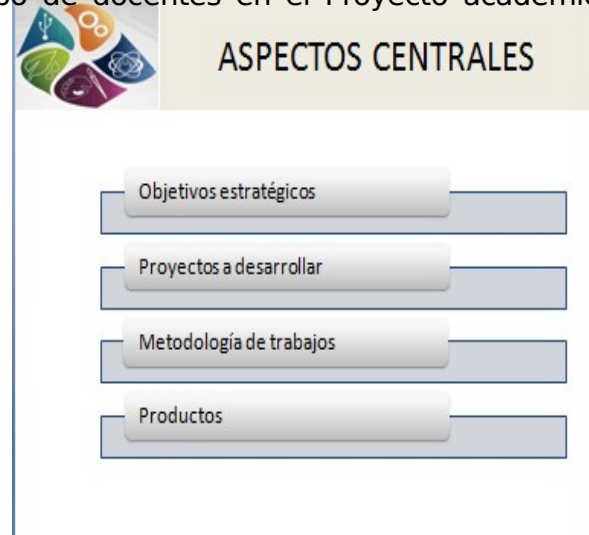 de docentes en el Proyecto
ASPECTOS CENTRALES
Objetivos estratégicos
Proyectos a desarrollar
Metodología de trabajos
Productos